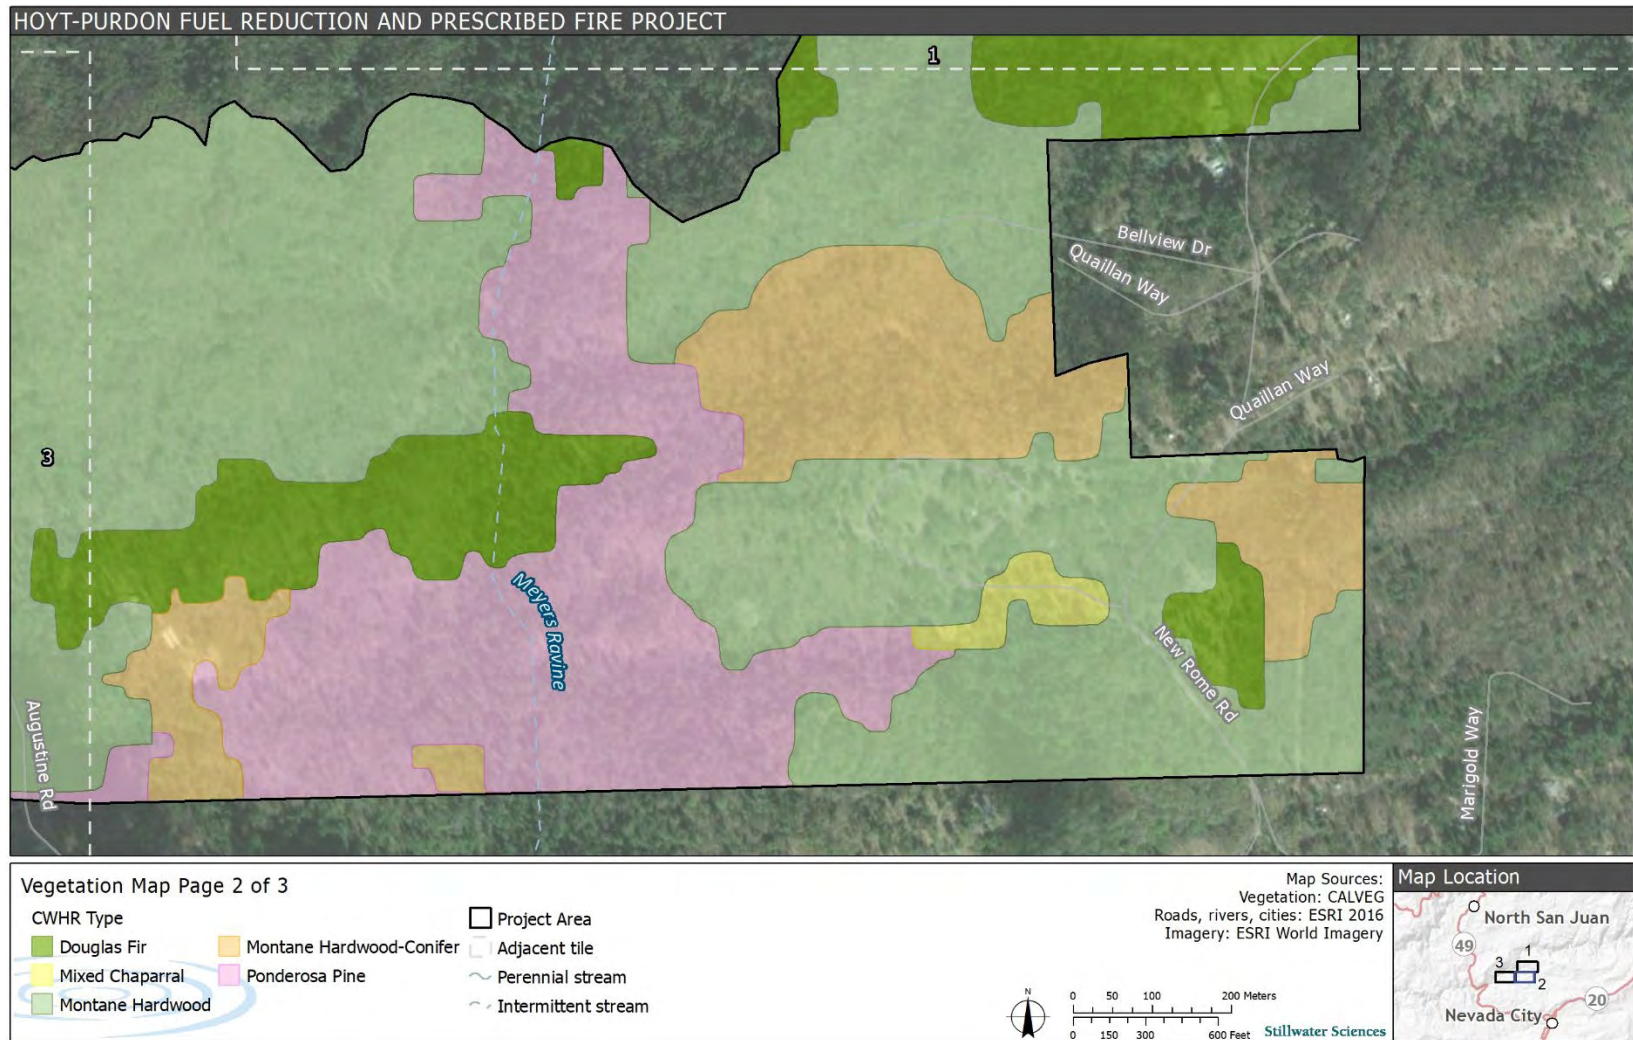 HOYT-PURDON FUEL REDUCTION AND PRESCRIBED FIRE PROJECT
1
Bellview Dr
Quaillan Way
Quaillan Way
3
Meyers Ravine
New Rome Rd
Augustine Rd
Marigold Way
Vegetation Map Page 2 of 3
CWHR Type
Douglas Fir
Mixed Chaparral
Montane Hardwood
Montane Hardwood-Conifer
Ponderosa Pine
Project Area
Adjacent tile
Perennial stream
Intermittent stream
Map Sources:
Vegetation: CALVEG
Roads, rivers, cities: ESRI 2016
Imagery: ESRI World Imagery
N
0 50 100 200 Meters
0 150 300 600 Feet
Stillwater Sciences
Map Location
North San Juan
49
1
3
2
20
Nevada City